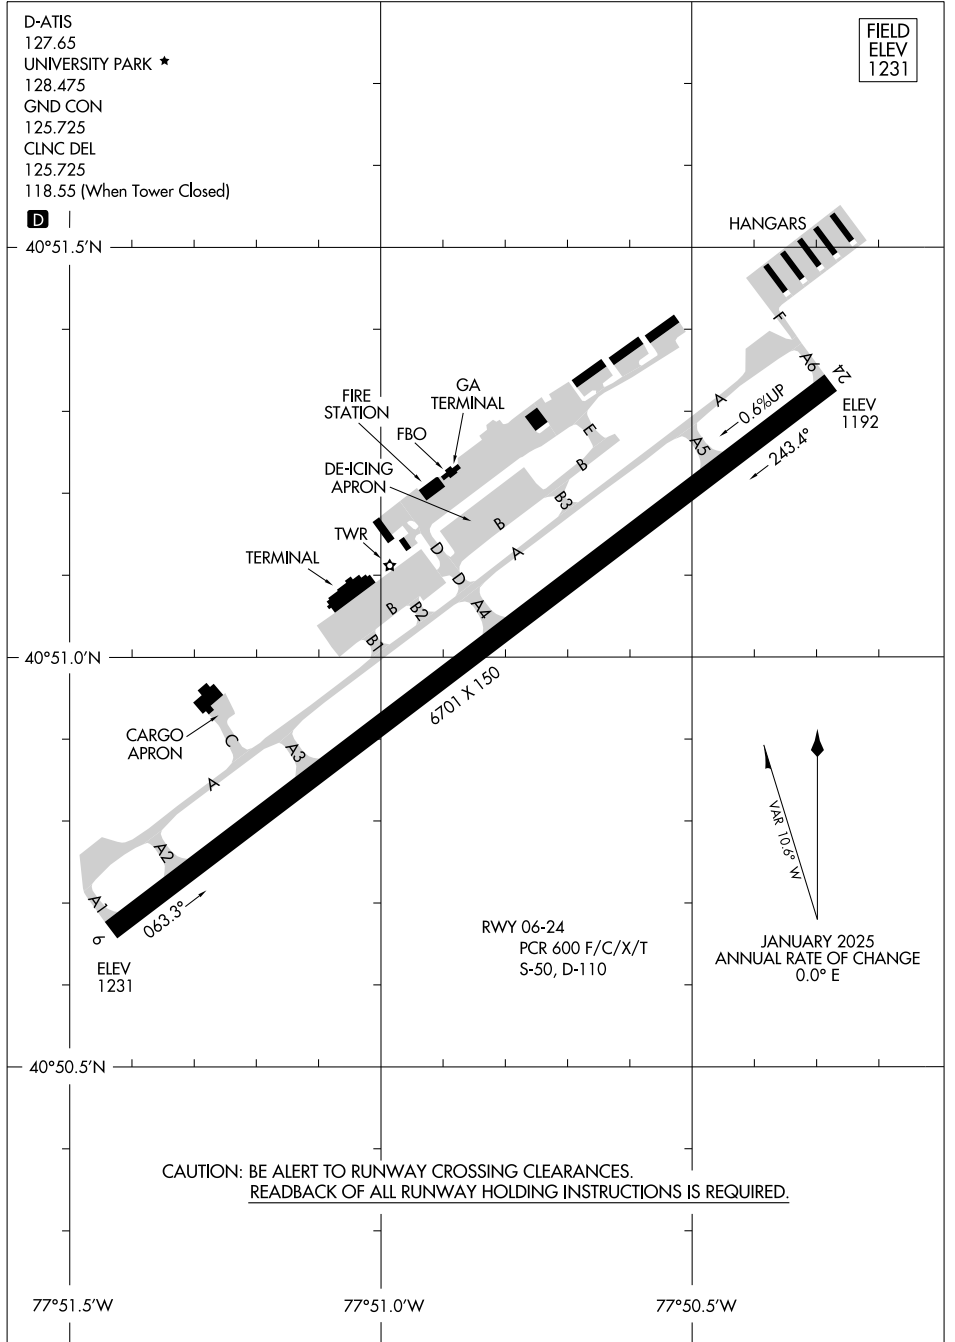 D-ATIS
127.65
UNIVERSITY PARK ★
128.475
GND CON
125.725
CLNC DEL
125.725
118.55 (When Tower Closed)
D
FIELD
ELEV
1231
HANGARS
40°51.5'N
F
A6
24
ELEV
1192
A
0.6%UP
243.4°
A5
GA
TERMINAL
FIRE
STATION
FBO
DE-ICING
APRON
E
B
B3
B
A
TWR
D
D
TERMINAL
B
B2
A4
B1
40°51.0'N
6701 X 150
CARGO
APRON
C
A3
A
A2
A1
6
063.3°
ELEV
1231
RWY 06-24
PCR 600 F/C/X/T
S-50, D-110
VAR 10.6° W
JANUARY 2025
ANNUAL RATE OF CHANGE
0.0° E
40°50.5'N
CAUTION: BE ALERT TO RUNWAY CROSSING CLEARANCES.
READBACK OF ALL RUNWAY HOLDING INSTRUCTIONS IS REQUIRED.
77°51.5'W
77°51.0'W
77°50.5'W